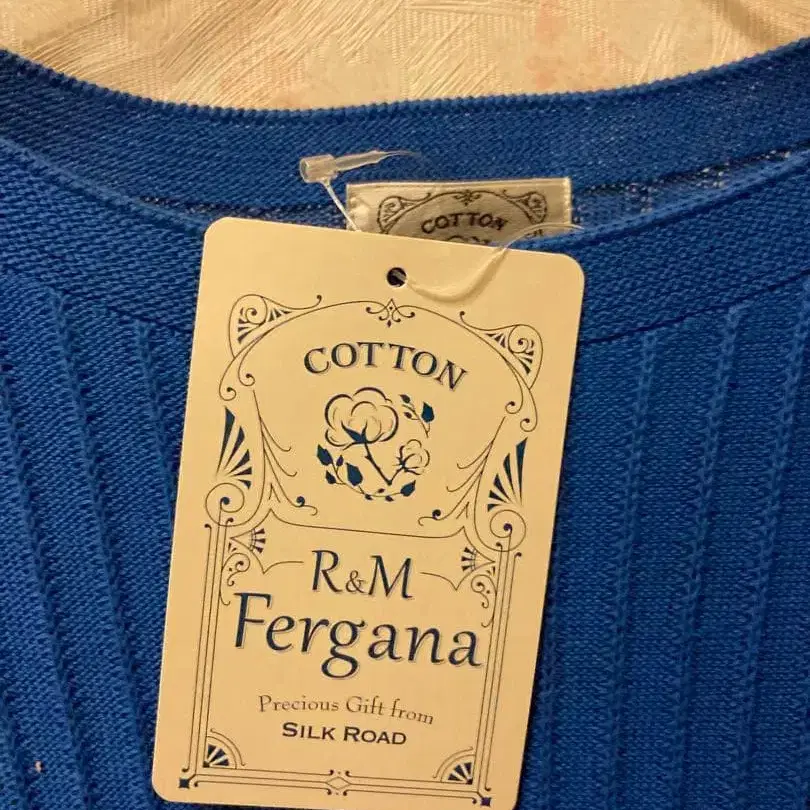 COTTON
COTTON
R&M
Fergana
Precious Gift from
SILK ROAD